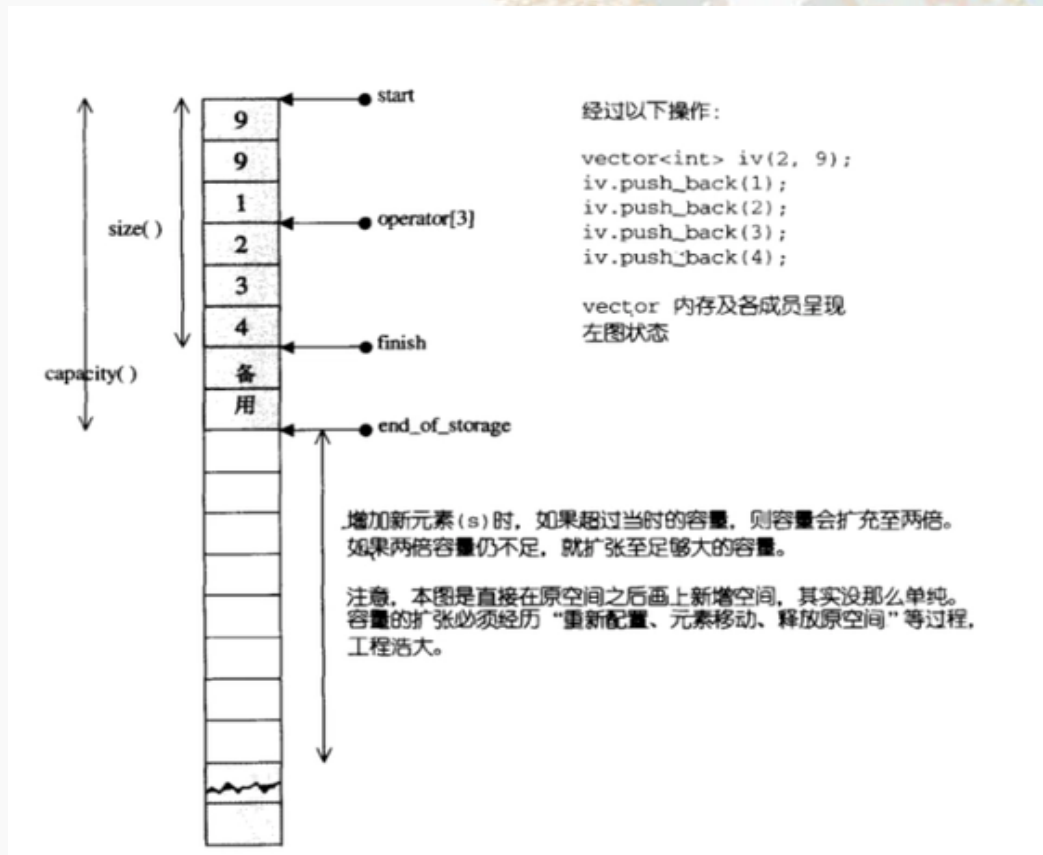 start
9
9
1
operator[3]
size( )
2
3
4
finish
capacity( )
备
用
end_of_storage
经过以下操作:
vector<int> iv(2, 9);
iv.push_back(1);
iv.push_back(2);
iv.push_back(3);
iv.push_back(4);
vector 内存及各成员呈现
左图状态
增加新元素(s)时，如果超过当时的容量，则容量会扩充至两倍。
如果两倍容量仍不足，就扩张至足够大的容量。
注意，本图是直接在原空间之后画上新增空间，其实没那么单纯。
容量的扩张必须经历“重新配置、元素移动、释放原空间”等过程，
工程浩大。